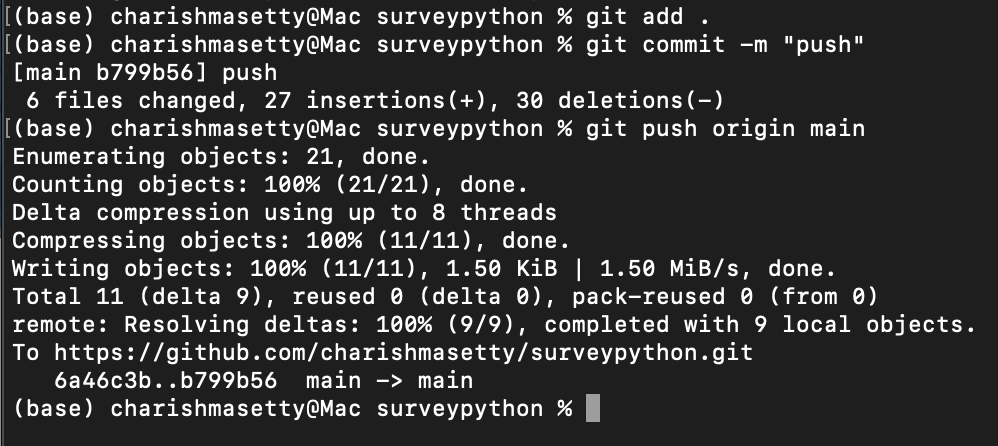 [(base) charishmasetty@Mac surveypython % git add .
[(base) charishmasetty@Mac surveypython % git commit -m "push"
[main b799b56] push
 6 files changed, 27 insertions(+), 30 deletions(-)
[(base) charishmasetty@Mac surveypython % git push origin main
Enumerating objects: 21, done.
Counting objects: 100% (21/21), done.
Delta compression using up to 8 threads
Compressing objects: 100% (11/11), done.
Writing objects: 100% (11/11), 1.50 KiB | 1.50 MiB/s, done.
Total 11 (delta 9), reused 0 (delta 0), pack-reused 0 (from 0)
remote: Resolving deltas: 100% (9/9), completed with 9 local objects.
To https://github.com/charishmasetty/surveypython.git
   6a46c3b..b799b56  main -> main
(base) charishmasetty@Mac surveypython %